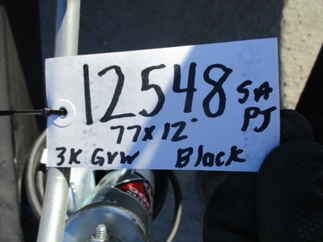 12548 SA
PJ
77x12'
3K Gvw Black